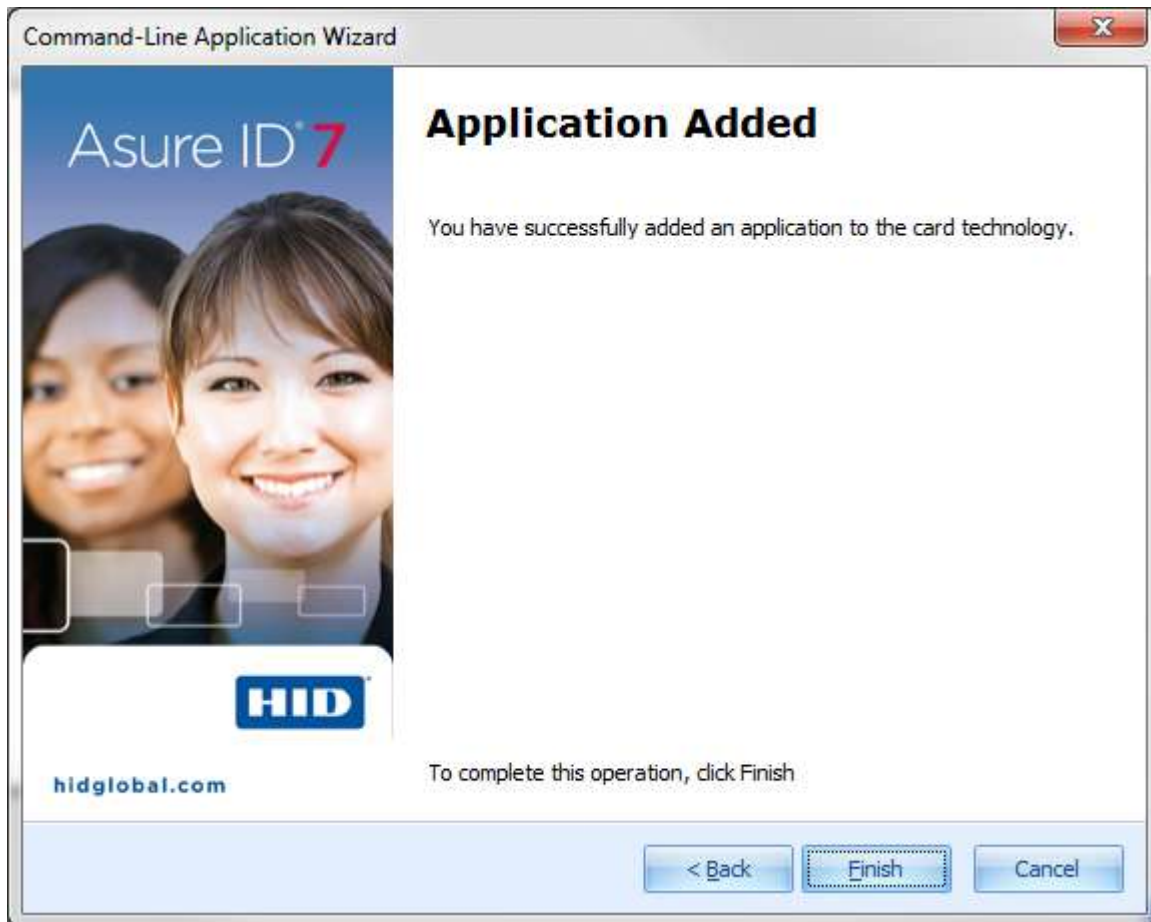 Command-Line Application Wizard
Asure ID® 7
Application Added
You have successfully added an application to the card technology.
HID®
hidglobal.com
To complete this operation, click Finish
< Back
Finish
Cancel